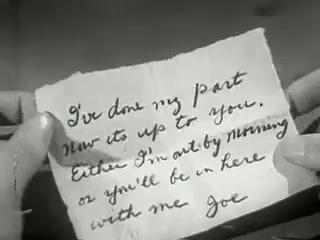 I've done my part
now its up to you.
Either I'm out by morning
or you'll be in here
with me Joe